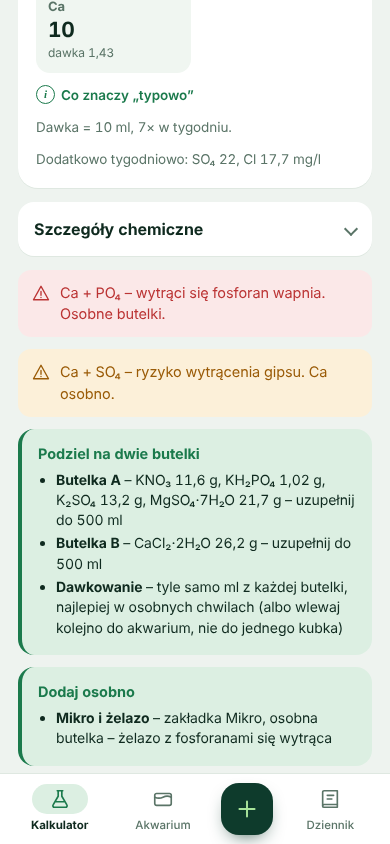 Ca
10
dawka 1,43
i Co znaczy „typowo”
Dawka = 10 ml, 7× w tygodniu.
Dodatkowo tygodniowo: SO₄ 22, Cl 17,7 mg/l
Szczegóły chemiczne
Ca + PO₄ – wytrąci się fosforan wapnia.
Osobne butelki.
Ca + SO₄ – ryzyko wytrącenia gipsu. Ca
osobno.
Podziel na dwie butelki
• Butelka A – KNO₃ 11,6 g, KH₂PO₄ 1,02 g,
K₂SO₄ 13,2 g, MgSO₄·7H₂O 21,7 g – uzupełnij
do 500 ml
• Butelka B – CaCl₂·2H₂O 26,2 g – uzupełnij do
500 ml
• Dawkowanie – tyle samo ml z każdej butelki,
najlepiej w osobnych chwilach (albo wlewaj
kolejno do akwarium, nie do jednego kubka)
Dodaj osobno
• Mikro i żelazo – zakładka Mikro, osobna
butelka – żelazo z fosforanami się wytrąca
Kalkulator Akwarium + Dziennik